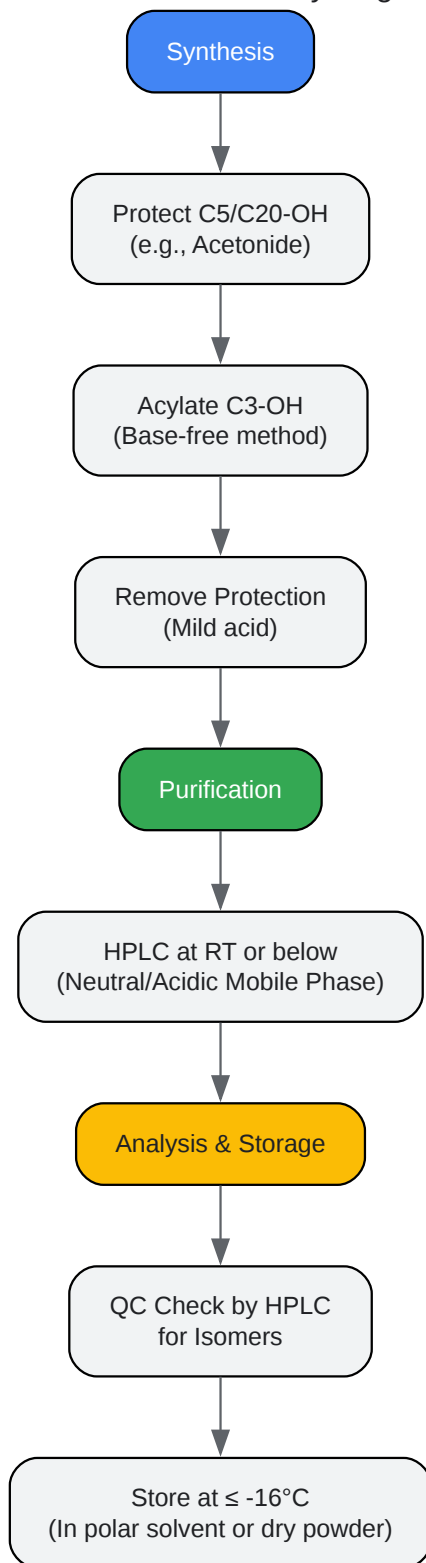 Synthesis
Protect C5/C20-OH
(e.g., Acetonide)
Acylate C3-OH
(Base-free method)
Remove Protection
(Mild acid)
Purification
HPLC at RT or below
(Neutral/Acidic Mobile Phase)
Analysis & Storage
QC Check by HPLC
for Isomers
Store at ≤ -16°C
(In polar solvent or dry powder)